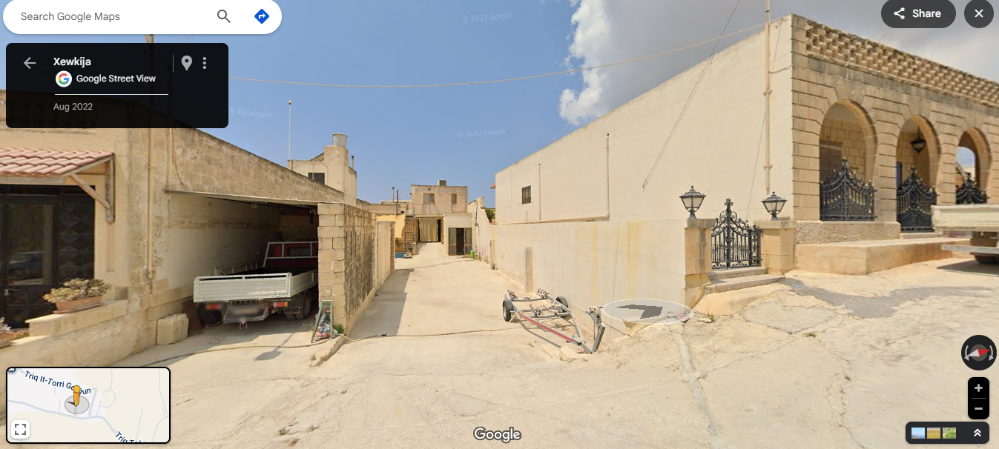 Search Google Maps
Share
Xewkija
Google Street View
Aug 2022
© 2023 Google
Google
© 2023 Google
Triq It-Torri
Triq
Google